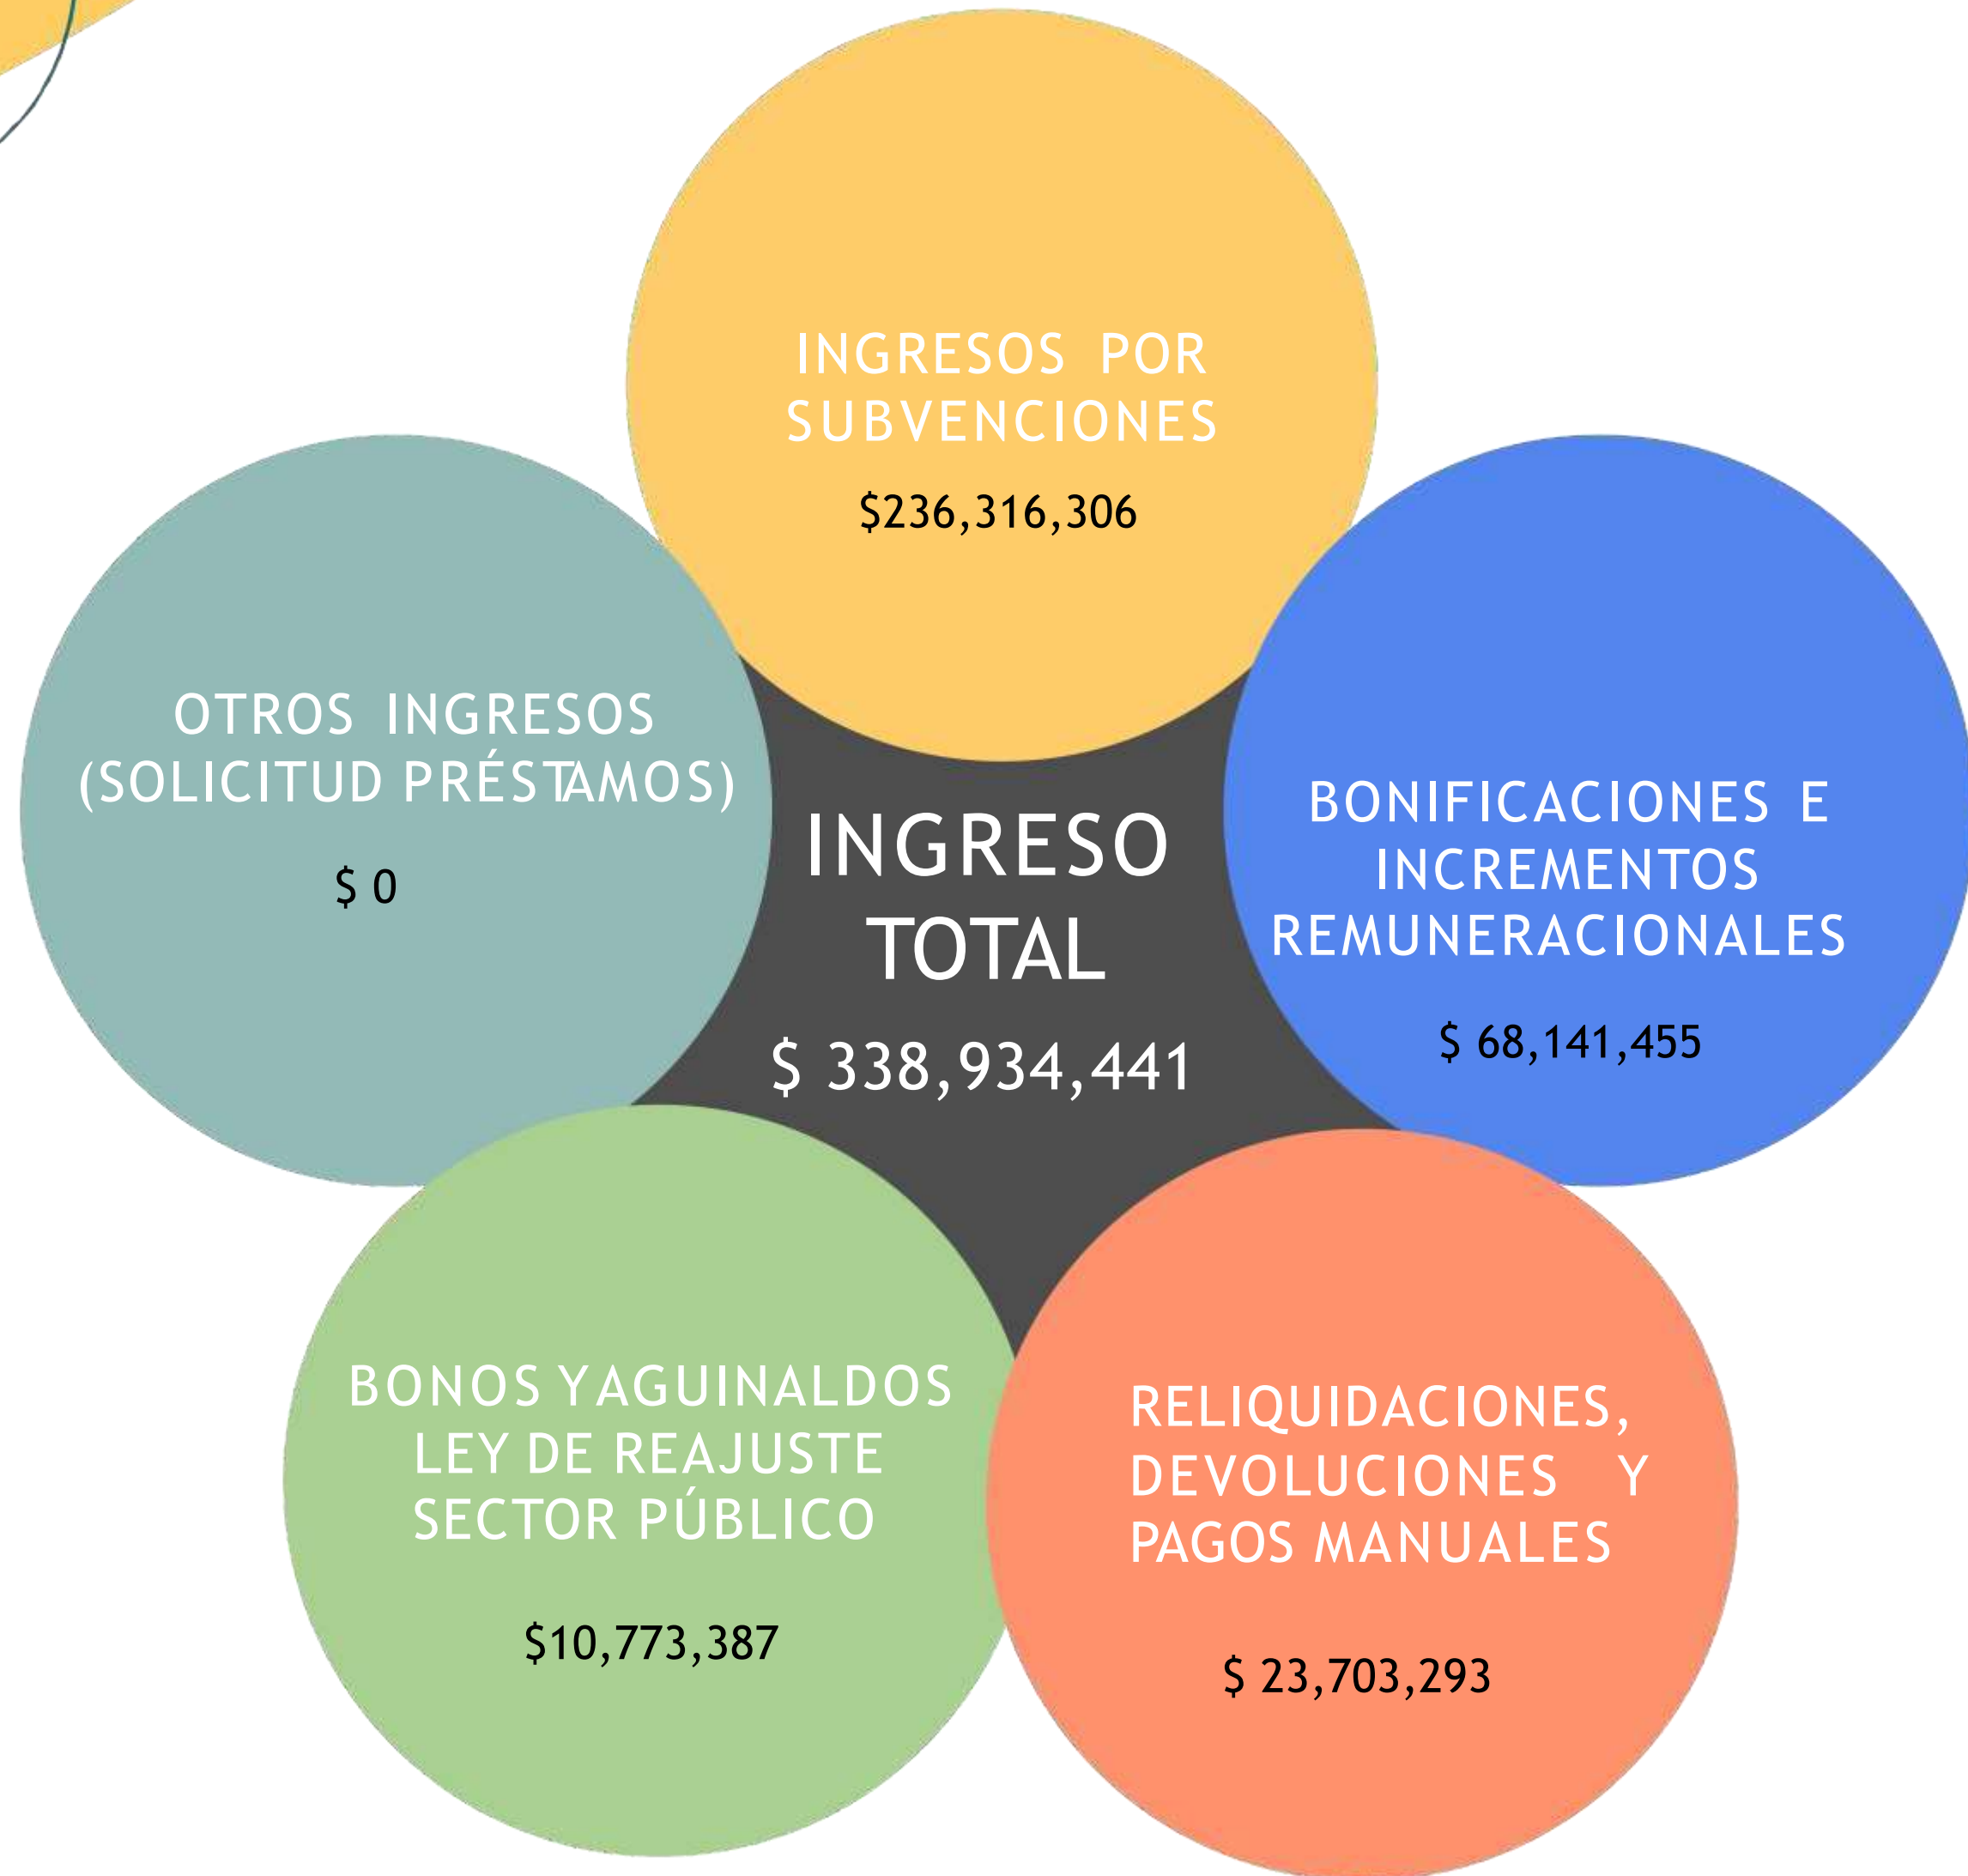 INGRESOS POR
SUBVENCIONES
$236,316,306
OTROS INGRESOS
(SOLICITUD PRÉSTAMOS)
$ 0
INGRESO
TOTAL
$ 338,934,441
BONIFICACIONES E
INCREMENTOS
REMUNERACIONALES
$ 68,141,455
BONOS YAGUINALDOS
LEY DE REAJUSTE
SECTOR PÚBLICO
$10,773,387
RELIQUIDACIONES,
DEVOLUCIONES Y
PAGOS MANUALES
$ 23,703,293